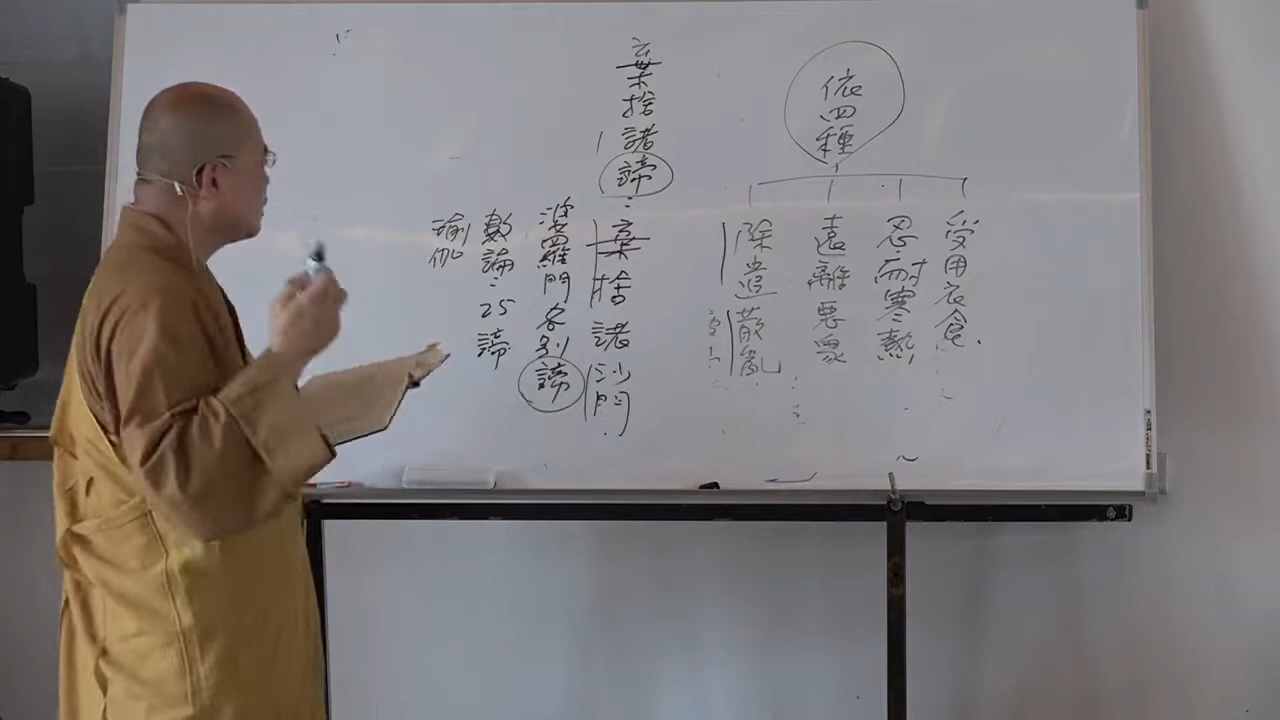 依四種
受用衣食
忍耐寒熱
遠離惡眾
除遣散亂
棄捨諸諦:
棄捨諸沙門
婆羅門各別諦
數論:25諦
瑜伽